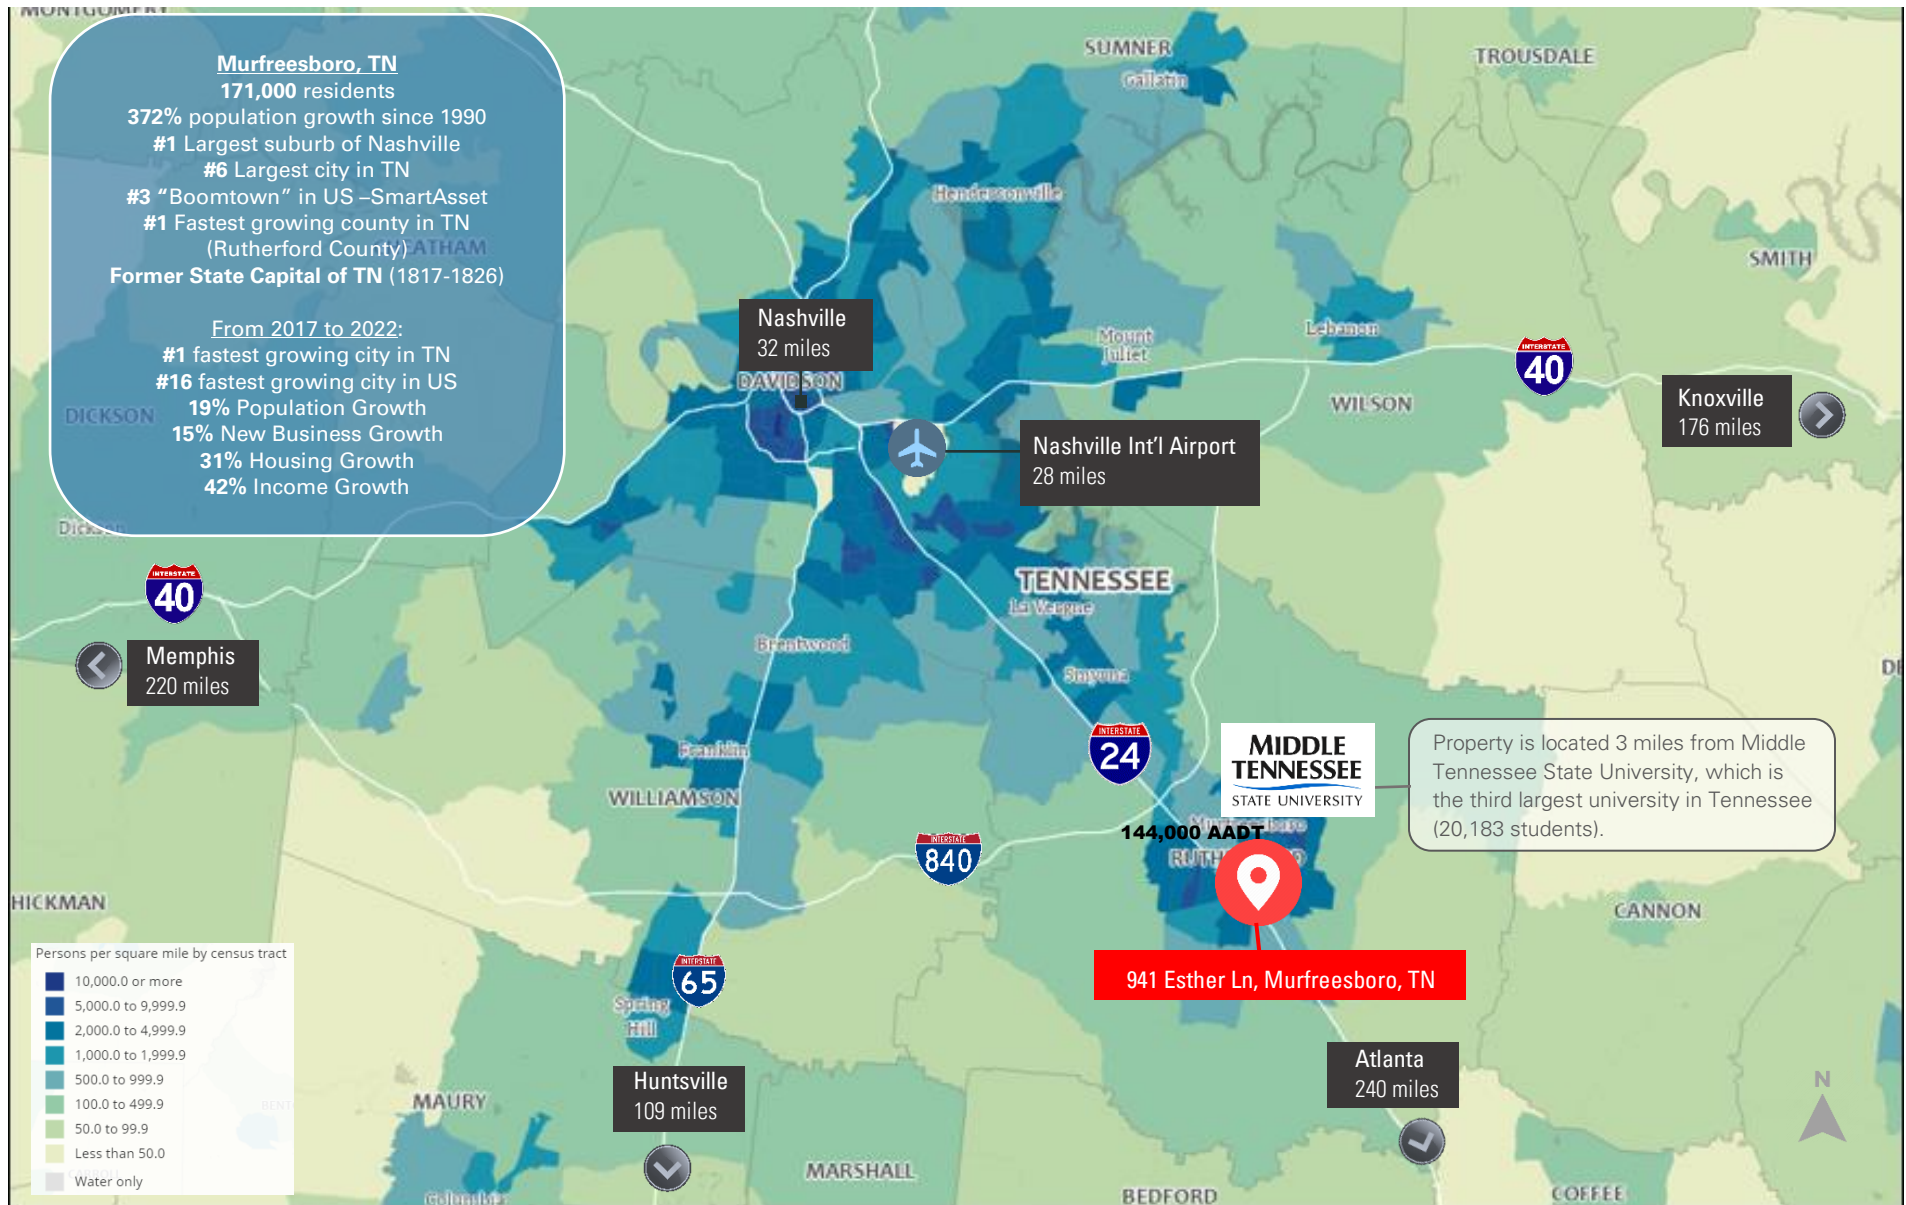 MONTGOMERY
Murfreesboro, TN
171,000 residents
372% population growth since 1990
#1 Largest suburb of Nashville
#6 Largest city in TN
#3 “Boomtown” in US –SmartAsset
#1 Fastest growing county in TN
(Rutherford County)
Former State Capital of TN (1817-1826)
From 2017 to 2022:
#1 fastest growing city in TN
#16 fastest growing city in US
19% Population Growth
15% New Business Growth
31% Housing Growth
42% Income Growth
CHEATHAM
DICKSON
Dickson
SUMNER
Gallatin
TROUSDALE
Hendersonville
SMITH
Nashville
32 miles
DAVIDSON
Mount
Juliet
Lebanon
INTERSTATE
40
WILSON
Knoxville
176 miles
Nashville Int’l Airport
28 miles
INTERSTATE
40
TENNESSEE
La Vergne
Memphis
220 miles
Brentwood
Smyrna
Franklin
WILLIAMSON
INTERSTATE
24
MIDDLE
TENNESSEE
STATE UNIVERSITY
Property is located 3 miles from Middle
Tennessee State University, which is
the third largest university in Tennessee
(20,183 students).
Murfreesboro
144,000 AADT
RUTHERFORD
INTERSTATE
840
HICKMAN
CANNON
941 Esther Ln, Murfreesboro, TN
INTERSTATE
65
Spring
Hill
Persons per square mile by census tract
10,000.0 or more
5,000.0 to 9,999.9
2,000.0 to 4,999.9
1,000.0 to 1,999.9
500.0 to 999.9
100.0 to 499.9
50.0 to 99.9
Less than 50.0
Water only
Huntsville
109 miles
Atlanta
240 miles
N
MAURY
MARSHALL
BEDFORD
COFFEE
Columbia